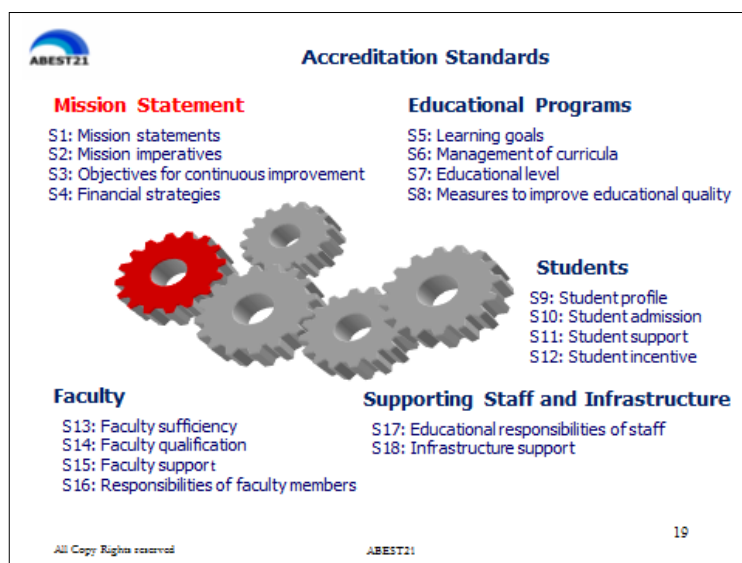 ABEST21
Accreditation Standards
Mission Statement
S1: Mission statements
S2: Mission imperatives
S3: Objectives for continuous improvement
S4: Financial strategies
Educational Programs
S5: Learning goals
S6: Management of curricula
S7: Educational level
S8: Measures to improve educational quality
Students
S9: Student profile
S10: Student admission
S11: Student support
S12: Student incentive
Faculty
S13: Faculty sufficiency
S14: Faculty qualification
S15: Faculty support
S16: Responsibilities of faculty members
Supporting Staff and Infrastructure
S17: Educational responsibilities of staff
S18: Infrastructure support
19
All Copy Rights reserved
ABEST21